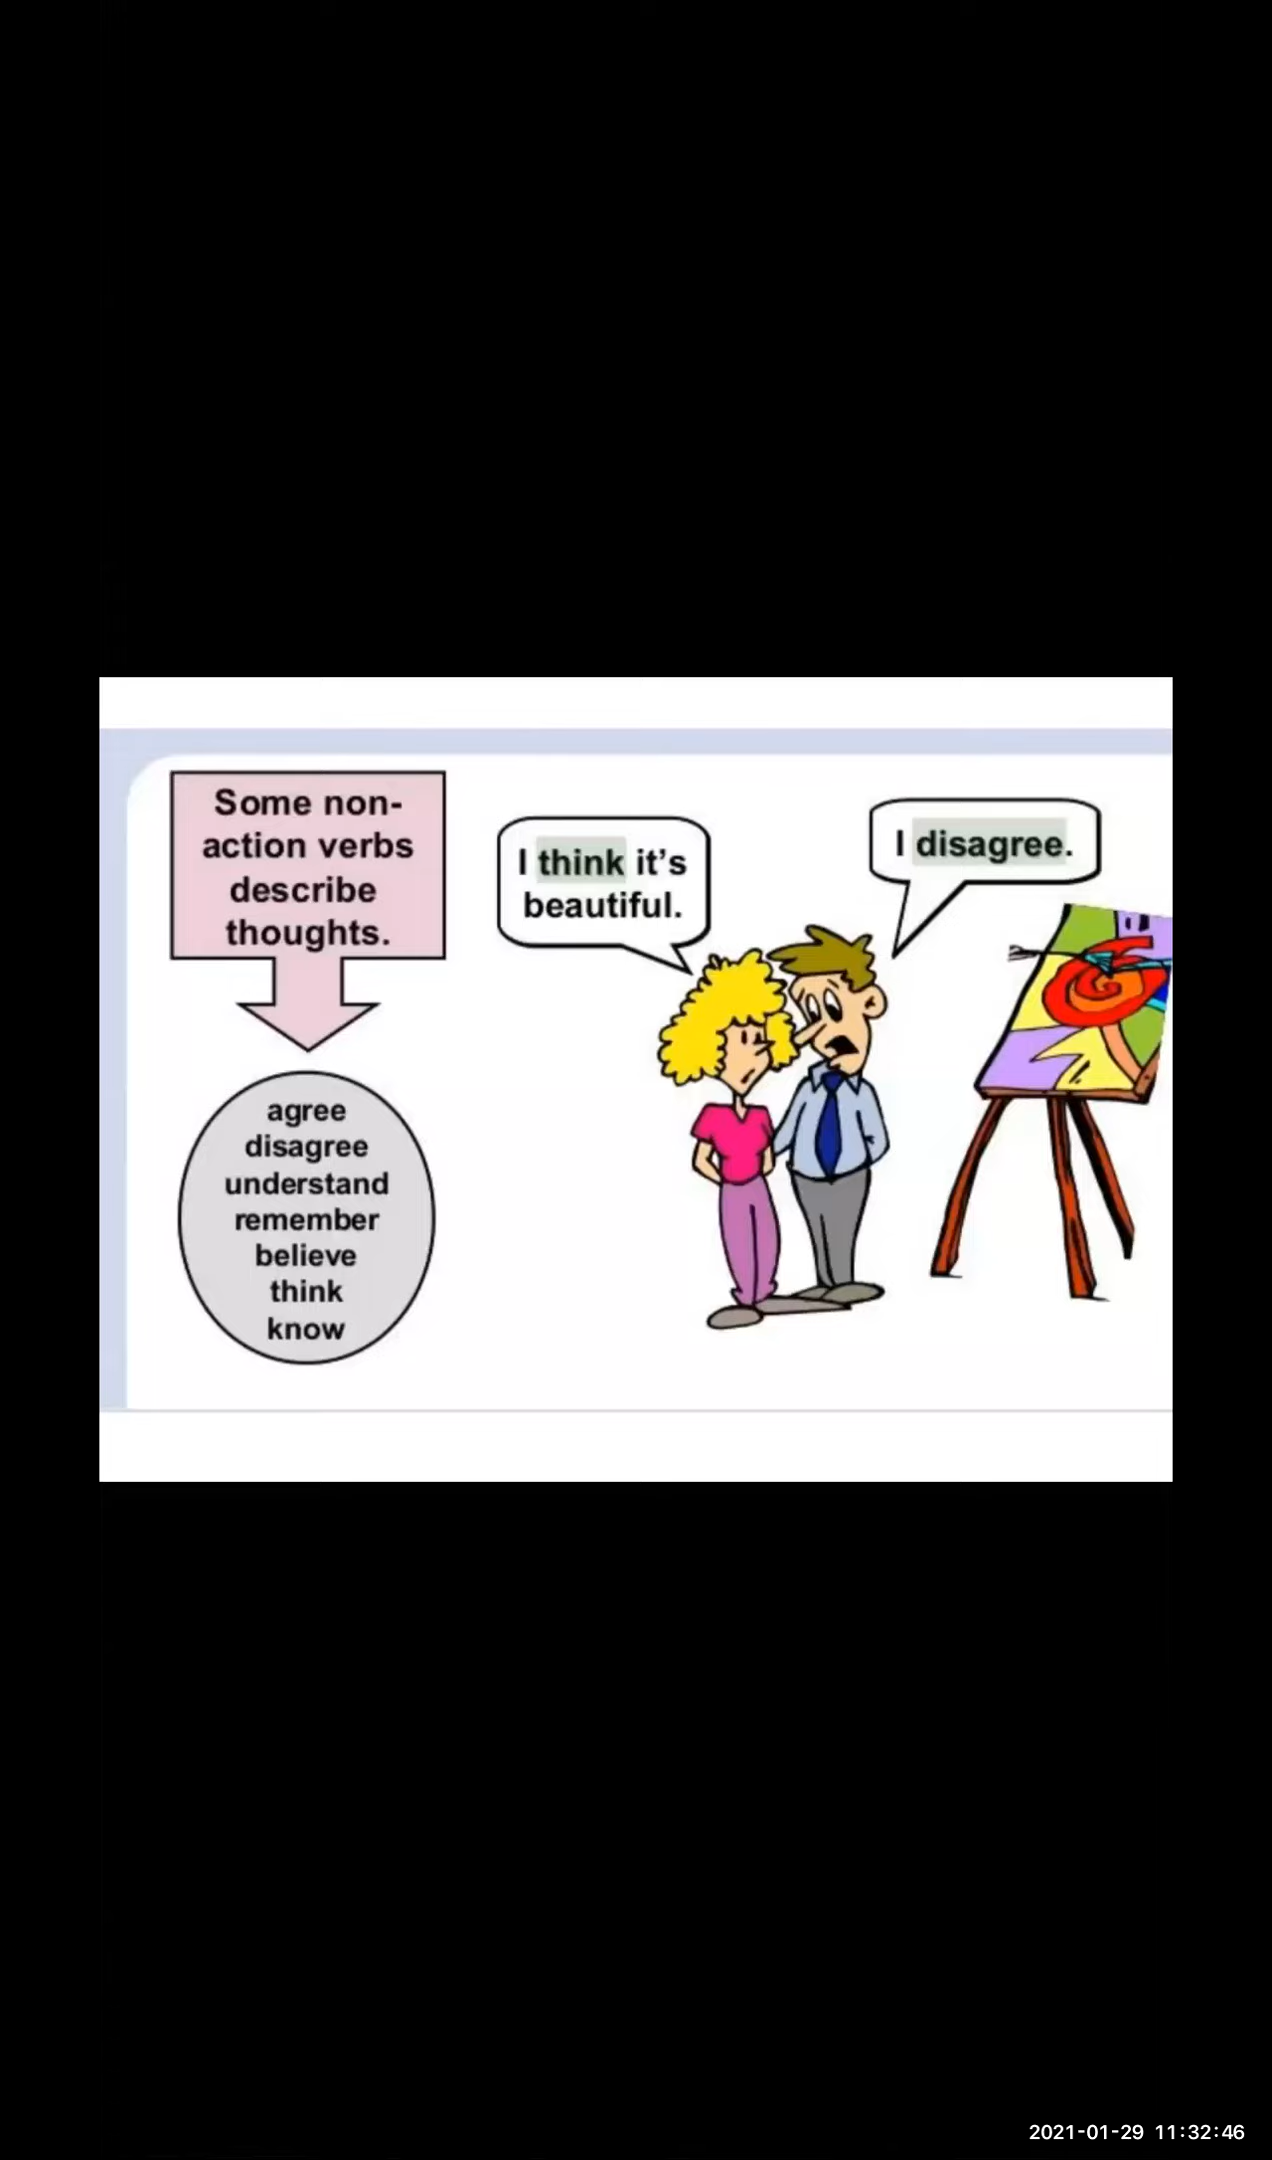 Some non-
action verbs
describe
thoughts.
I think it's
beautiful.
I disagree.
agree
disagree
understand
remember
believe
think
know
2021-01-29 11:32:46